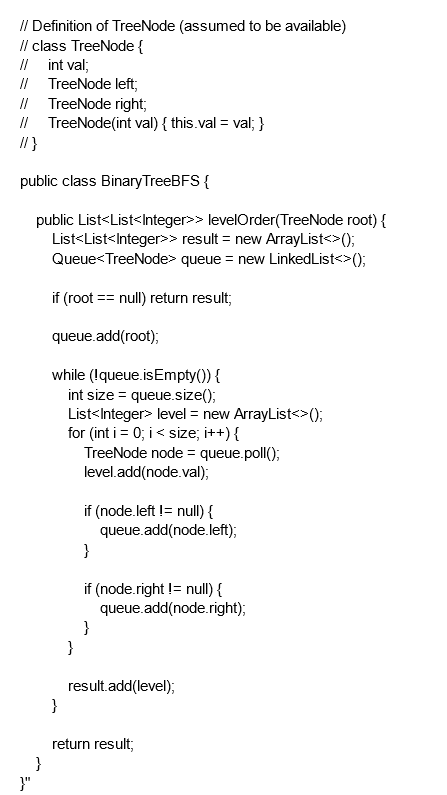 // Definition of TreeNode (assumed to be available)
// class TreeNode {
//     int val;
//     TreeNode left;
//     TreeNode right;
//     TreeNode(int val) { this.val = val; }
// }

public class BinaryTreeBFS {

    public List<List<Integer>> levelOrder(TreeNode root) {
        List<List<Integer>> result = new ArrayList<>();
        Queue<TreeNode> queue = new LinkedList<>();

        if (root == null) return result;

        queue.add(root);

        while (!queue.isEmpty()) {
            int size = queue.size();
            List<Integer> level = new ArrayList<>();
            for (int i = 0; i < size; i++) {
                TreeNode node = queue.poll();
                level.add(node.val);

                if (node.left != null) {
                    queue.add(node.left);
                }

                if (node.right != null) {
                    queue.add(node.right);
                }
            }

            result.add(level);
        }

        return result;
    }
}"